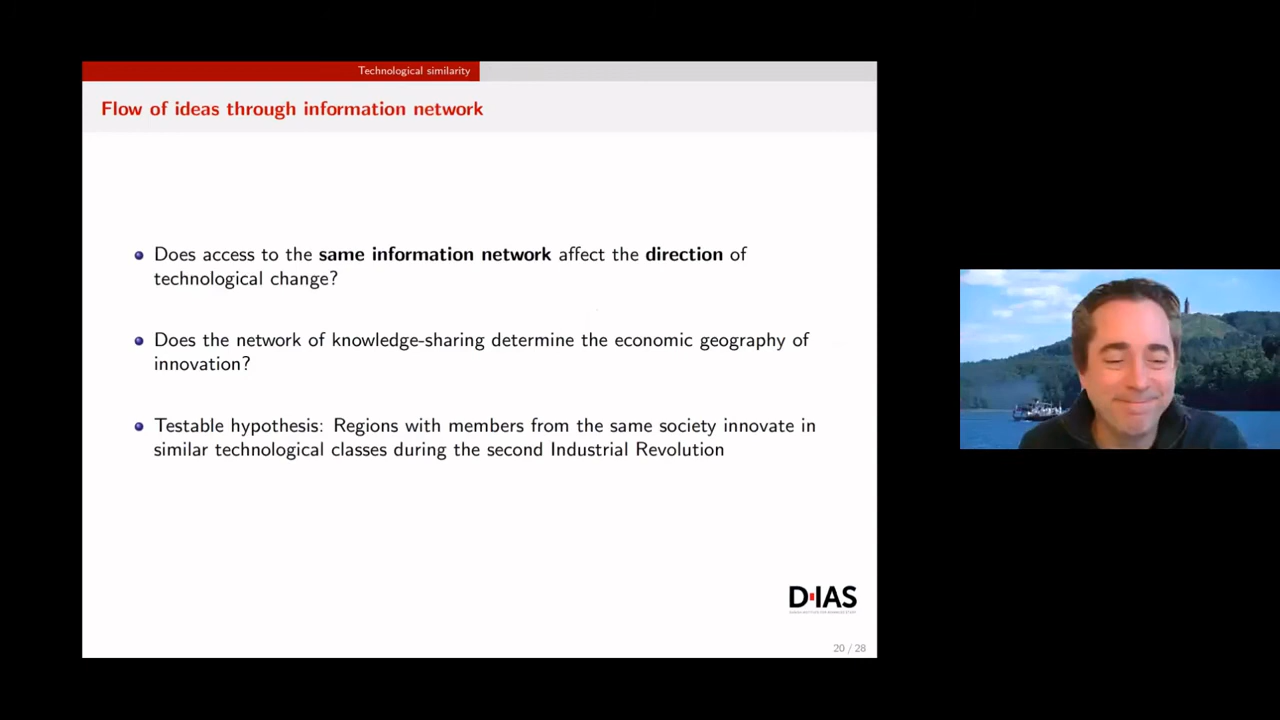 Technological similarity
Flow of ideas through information network
Does access to the same information network affect the direction of
technological change?
Does the network of knowledge-sharing determine the economic geography of
innovation?
Testable hypothesis: Regions with members from the same society innovate in
similar technological classes during the second Industrial Revolution
D·IAS
20 / 28